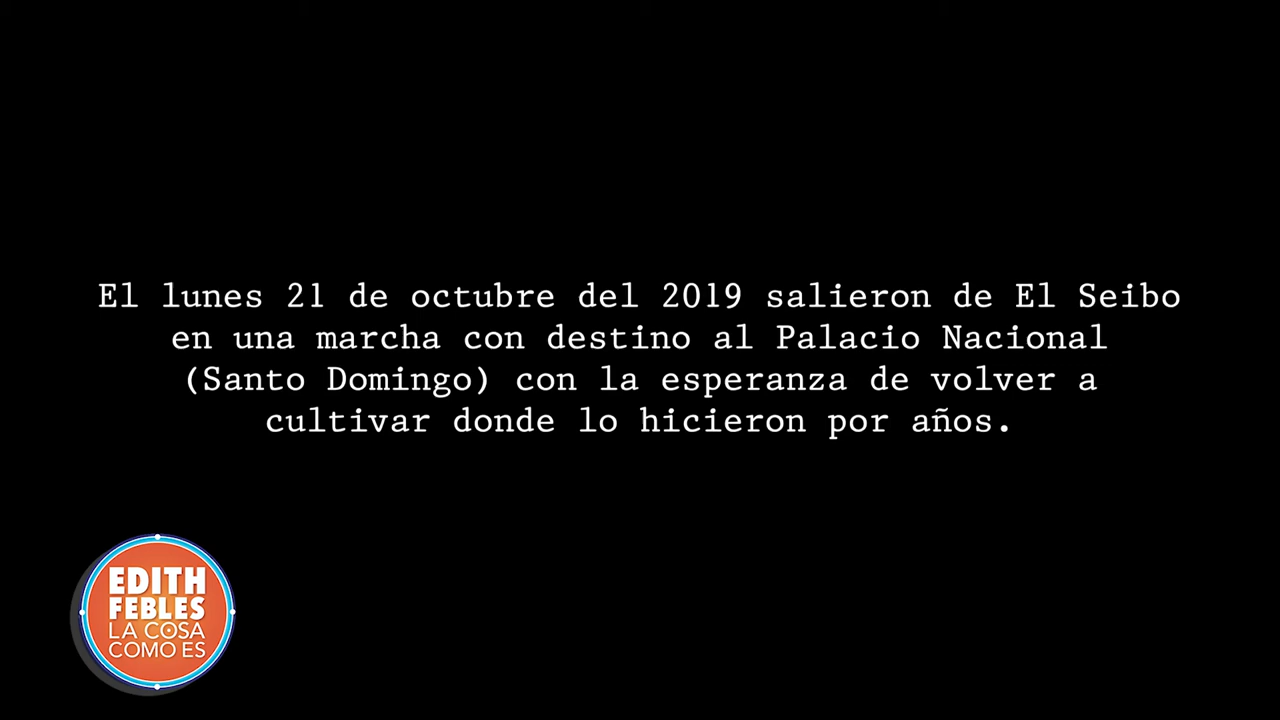 El lunes 21 de octubre del 2019 salieron de El Seibo
en una marcha con destino al Palacio Nacional
(Santo Domingo) con la esperanza de volver a
cultivar donde lo hicieron por años.
EDITH
FEBLES
LA COSA
COMO ES